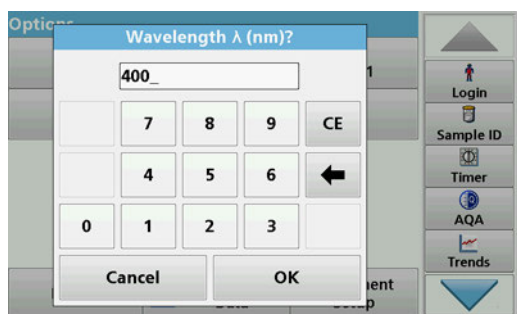 Options
Wavelength λ (nm)?
400_
1
7 8 9 CE
4 5 6
0 1 2 3
Cancel OK
Login
Sample ID
Timer
AQA
Trends